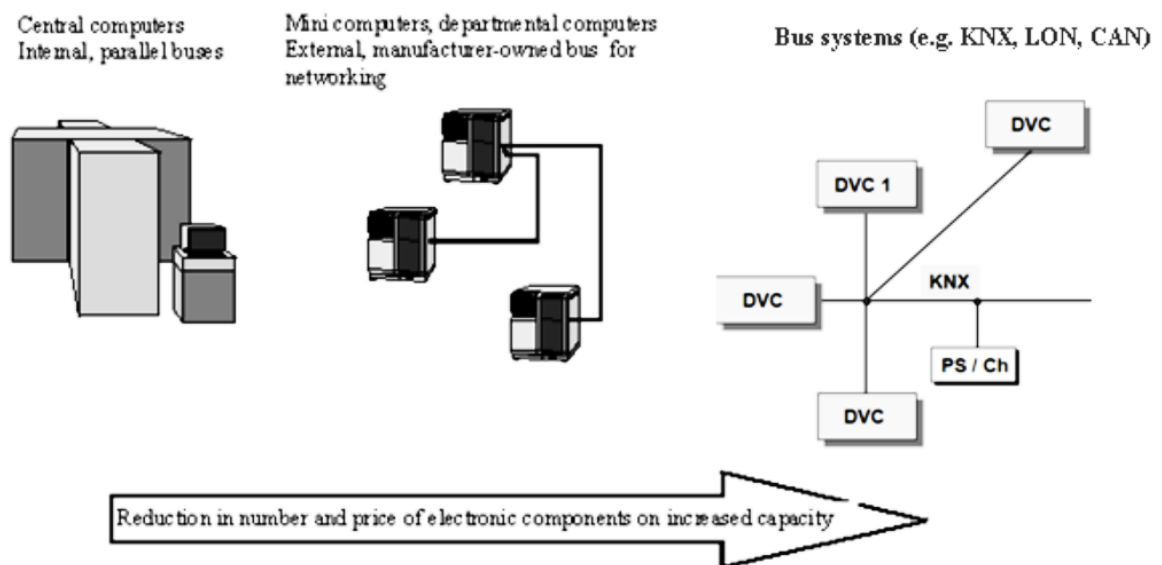 Central computers
Internal, parallel buses
Mini computers, departmental computers
External, manufacturer-owned bus for
networking
Bus systems (e.g. KNX, LON, CAN)
DVC
DVC 1
DVC
KNX
PS / Ch
DVC
Reduction in number and price of electronic components on increased capacity